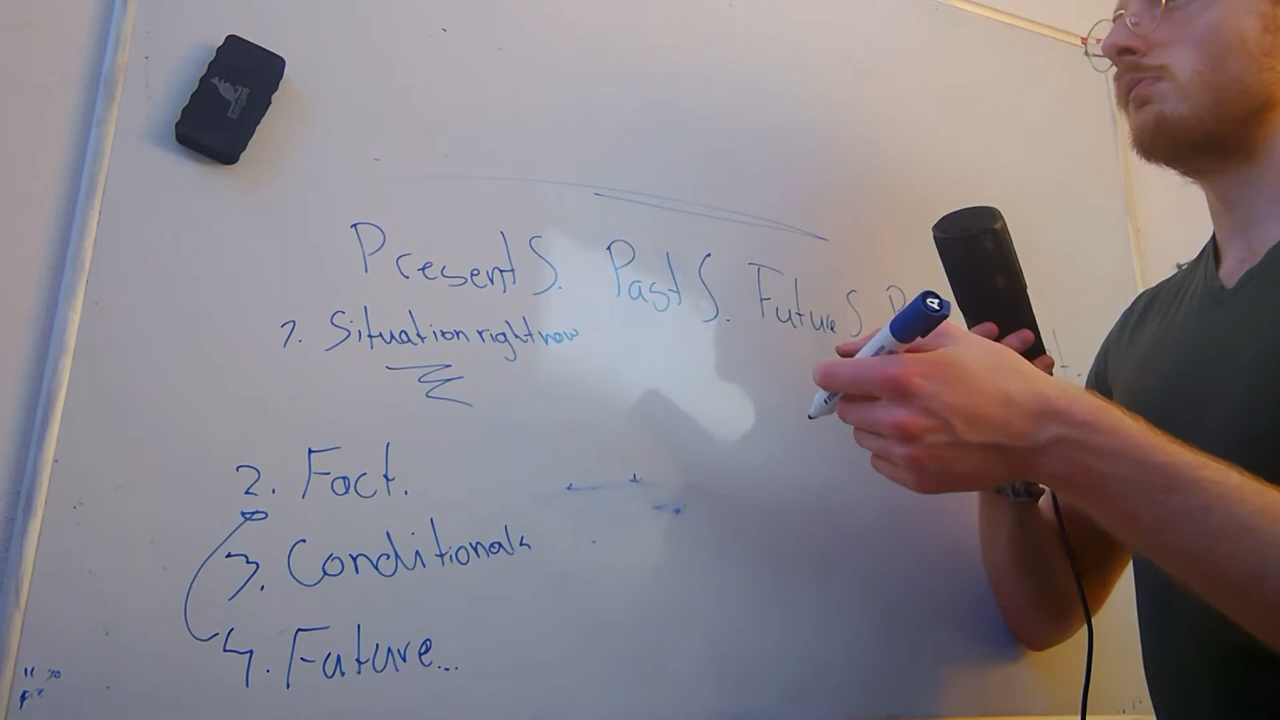 Present S. Past S. Future S
1. Situation right now
2. Fact.
3. Conditionals
4. Future...